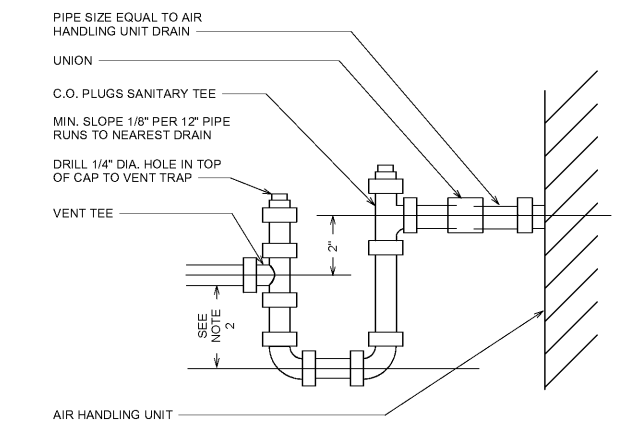 PIPE SIZE EQUAL TO AIR
HANDLING UNIT DRAIN
UNION
C.O. PLUGS SANITARY TEE
MIN. SLOPE 1/8" PER 12" PIPE
RUNS TO NEAREST DRAIN
DRILL 1/4" DIA. HOLE IN TOP
OF CAP TO VENT TRAP
VENT TEE
2"
SEE
NOTE
2
AIR HANDLING UNIT